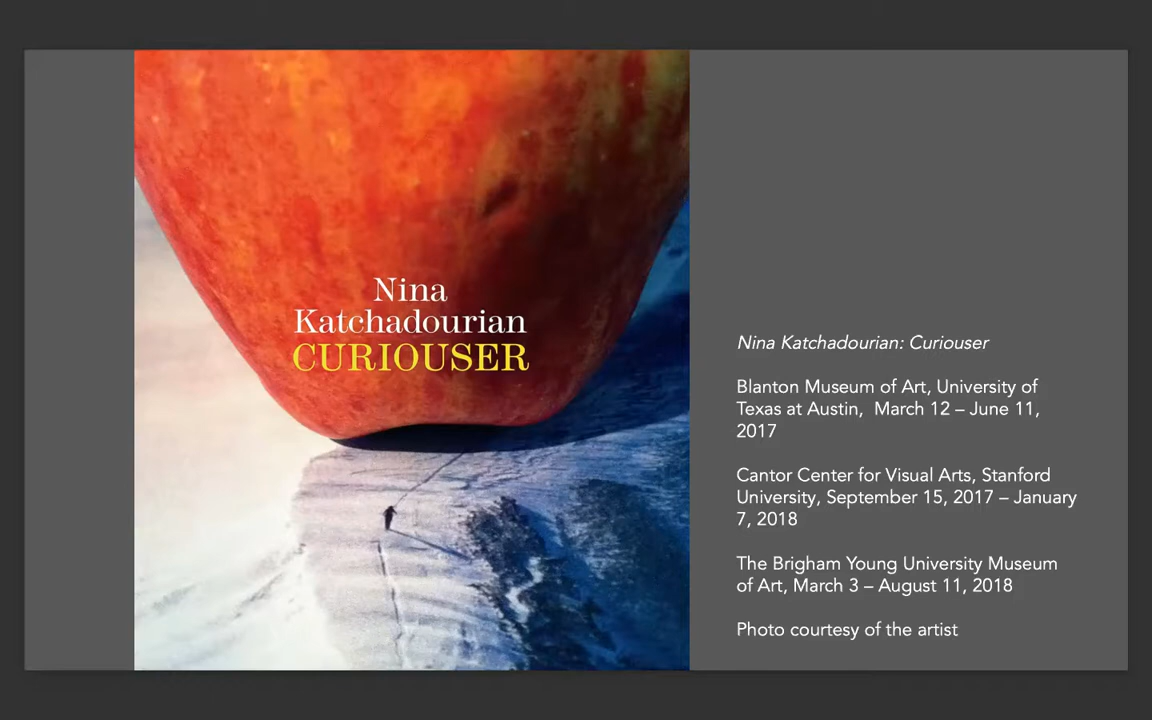 Nina
Katchadourian
CURIOUSER
Nina Katchadourian: Curiouser
Blanton Museum of Art, University of
Texas at Austin,  March 12 – June 11,
2017
Cantor Center for Visual Arts, Stanford
University, September 15, 2017 – January
7, 2018
The Brigham Young University Museum
of Art, March 3 – August 11, 2018
Photo courtesy of the artist